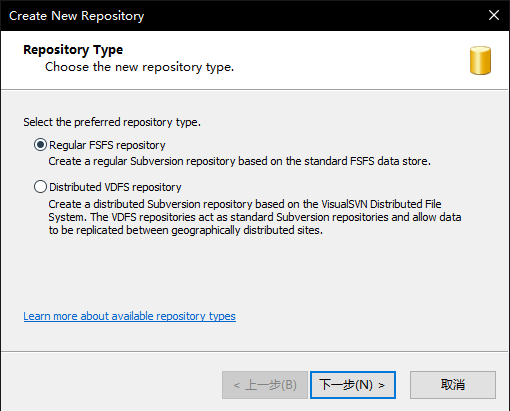 Create New Repository
Repository Type
Choose the new repository type.
Select the preferred repository type.
Regular FSFS repository
Create a regular Subversion repository based on the standard FSFS data store.
Distributed VDFS repository
Create a distributed Subversion repository based on the VisualSVN Distributed File
System. The VDFS repositories act as standard Subversion repositories and allow data
to be replicated between geographically distributed sites.
Learn more about available repository types
< 上一步(B)
下一步(N) >
取消